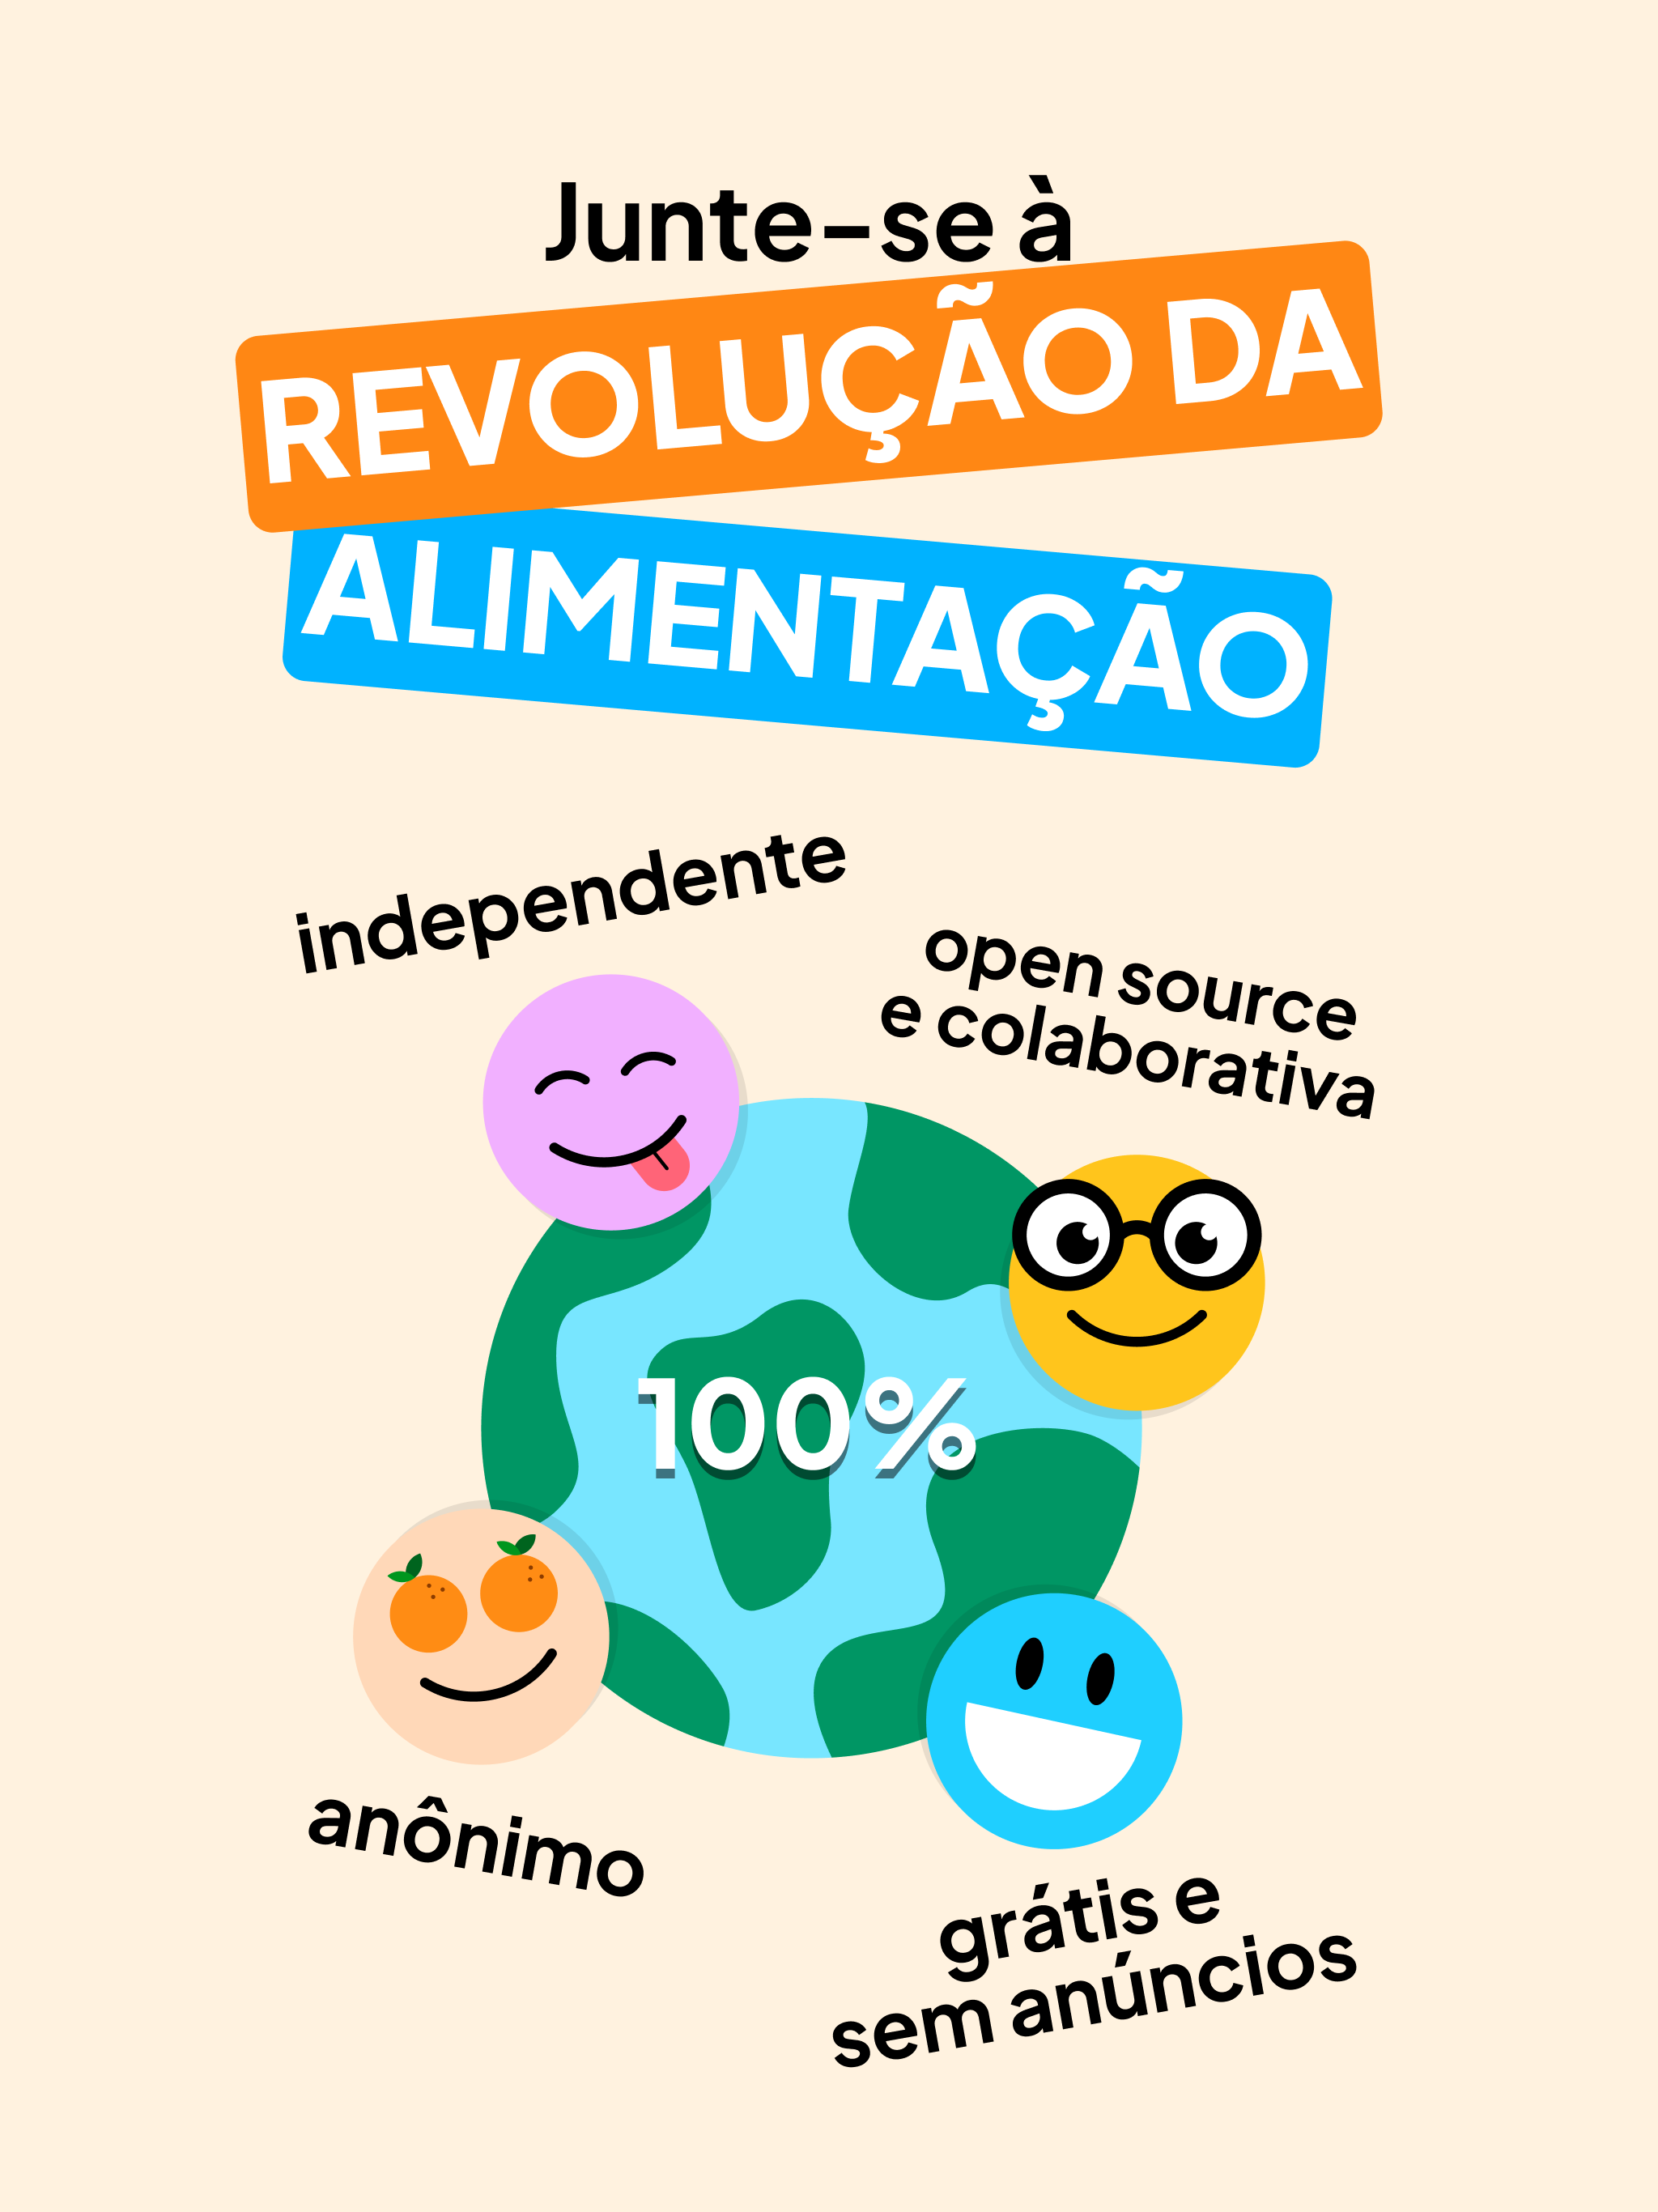 Junte-se à
REVOLUÇÃO DA
ALIMENTAÇÃO
independente
open source
e colaborativa
100%
anônimo
grátis e
sem anúncios